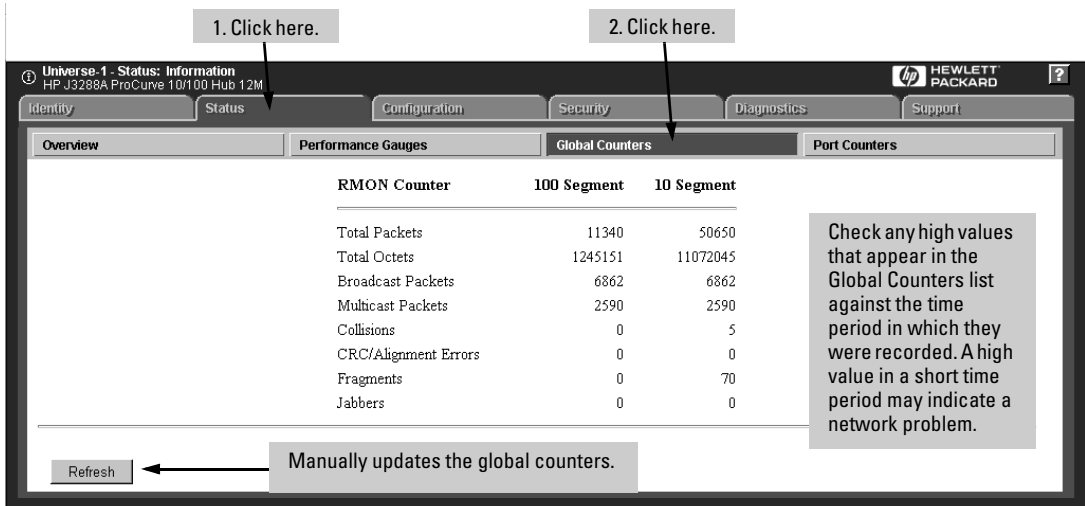 1. Click here.
2. Click here.
Universe-1 - Status: Information
HP J3288A ProCurve 10/100 Hub 12M
hp HEWLETT PACKARD
?
Identity Status Configuration Security Diagnostics Support
Overview Performance Gauges Global Counters Port Counters
RMON Counter 100 Segment 10 Segment
Total Packets 11340 50650
Total Octets 1245151 11072045
Broadcast Packets 6862 6862
Multicast Packets 2590 2590
Collisions 0 5
CRC/Alignment Errors 0 0
Fragments 0 70
Jabbers 0 0
Check any high values
that appear in the
Global Counters list
against the time
period in which they
were recorded. A high
value in a short time
period may indicate a
network problem.
Refresh
Manually updates the global counters.